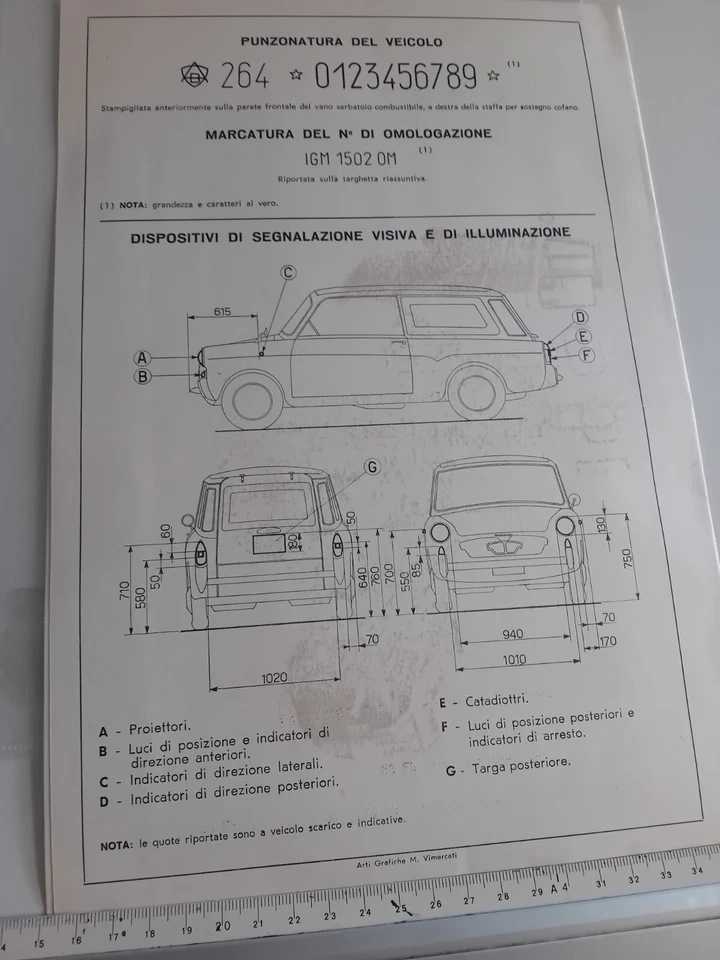 PUNZONATURA DEL VEICOLO
264 ☆ 0123456789 ☆ (1)
Stampigliata anteriormente sulla parete frontale del vano serbatoio combustibile, a destra della staffa per sostegno cofano.
MARCATURA DEL N° DI OMOLOGAZIONE
IGM 1502 OM (1)
Riportata sulla targhetta riassuntiva.
(1) NOTA: grandezza e caratteri al vero.
DISPOSITIVI DI SEGNALAZIONE VISIVA E DI ILLUMINAZIONE
C
615
D
E
A
F
B
G
60
50
130
180
710
580
50
640
760
700
550
85
750
70
70
940
170
1020
1010
A - Proiettori.
B - Luci di posizione e indicatori di
direzione anteriori.
C - Indicatori di direzione laterali.
D - Indicatori di direzione posteriori.
E - Catadiottri.
F - Luci di posizione posteriori e
indicatori di arresto.
G - Targa posteriore.
NOTA: le quote riportate sono a veicolo scarico e indicative.
Arti Grafiche M. Vimercati
4 15 16 17 18 19 20 21 22 23 24 25 26 27 28 29 A4 31 32 33 34